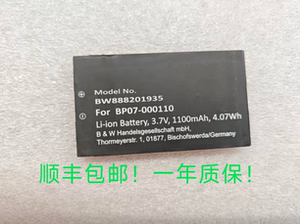 Model No.
BW888201935
For BP07-000110
Li-ion Battery, 3.7V, 1100mAh, 4.07Wh
B & W Handelsgesellschaft mbH,
Thormeyerstr. 1, 01877, Bischofswerda/Germany
顺丰包邮！一年质保！